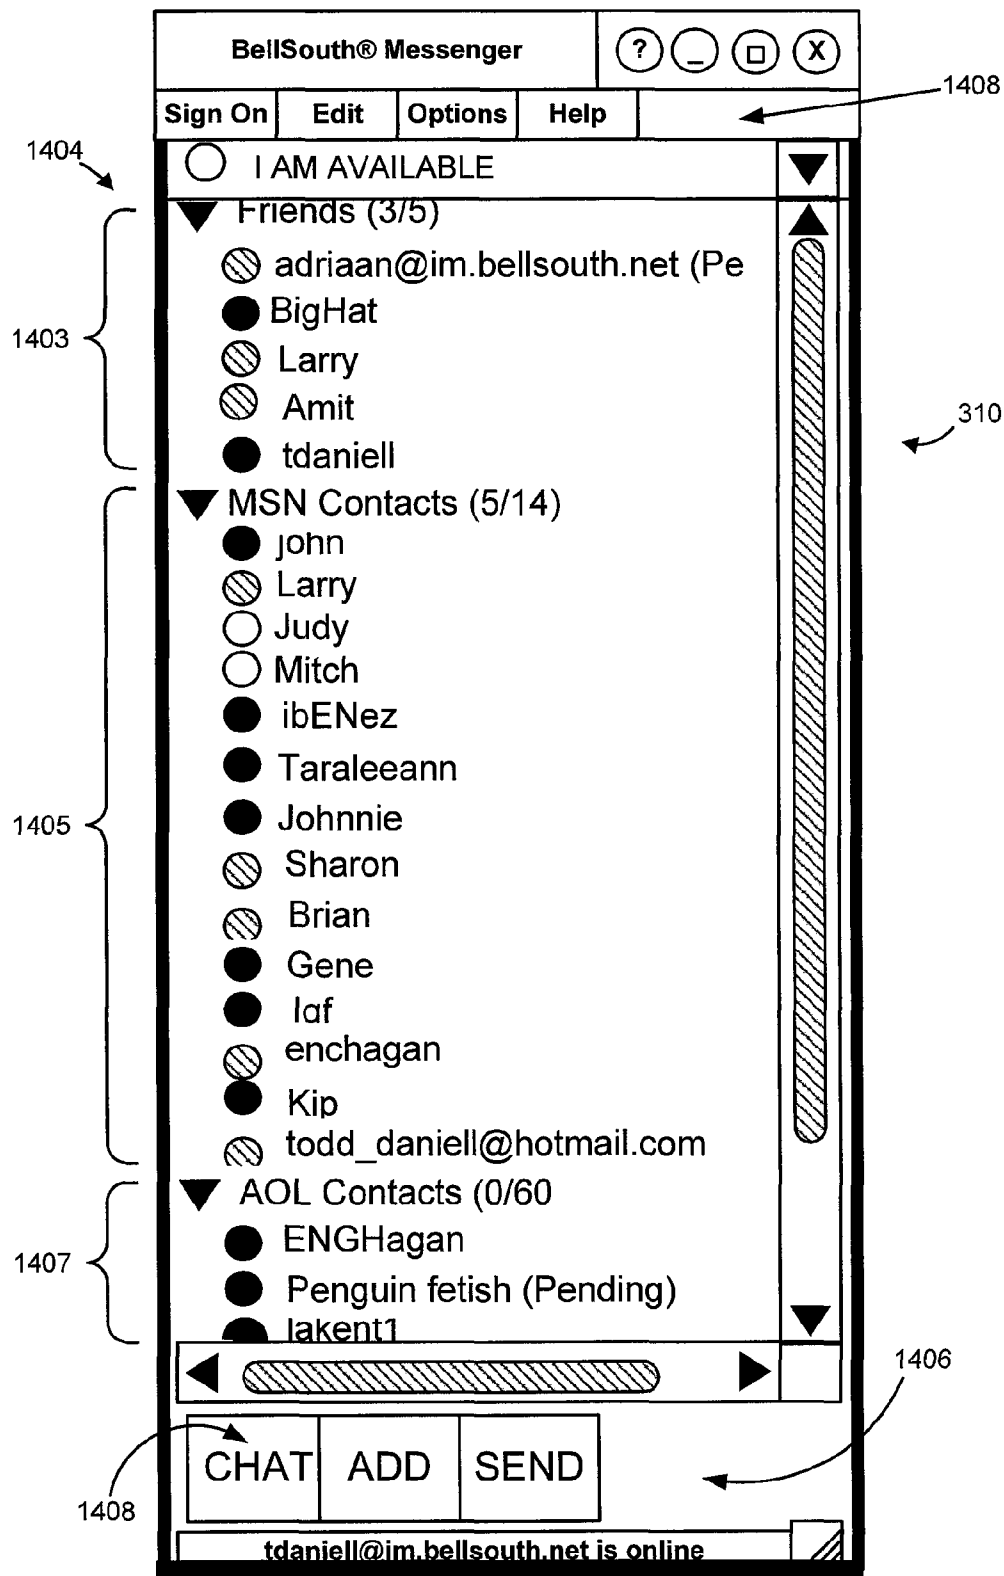 BellSouth® Messenger
? _ □ X
Sign On Edit Options Help
1408
1404
I AM AVAILABLE
Friends (3/5)
adriaan@im.bellsouth.net (Pe
BigHat
1403
Larry
Amit
310
tdaniell
MSN Contacts (5/14)
john
Larry
Judy
Mitch
ibENez
Taraleeann
1405
Johnnie
Sharon
Brian
Gene
enchagan
Kip
todd_daniell@hotmail.com
AOL Contacts (0/60
ENGHagan
1407
Penguin fetish (Pending)
lakent1
1406
CHAT ADD SEND
1408
tdaniell@im.bellsouth.net is online